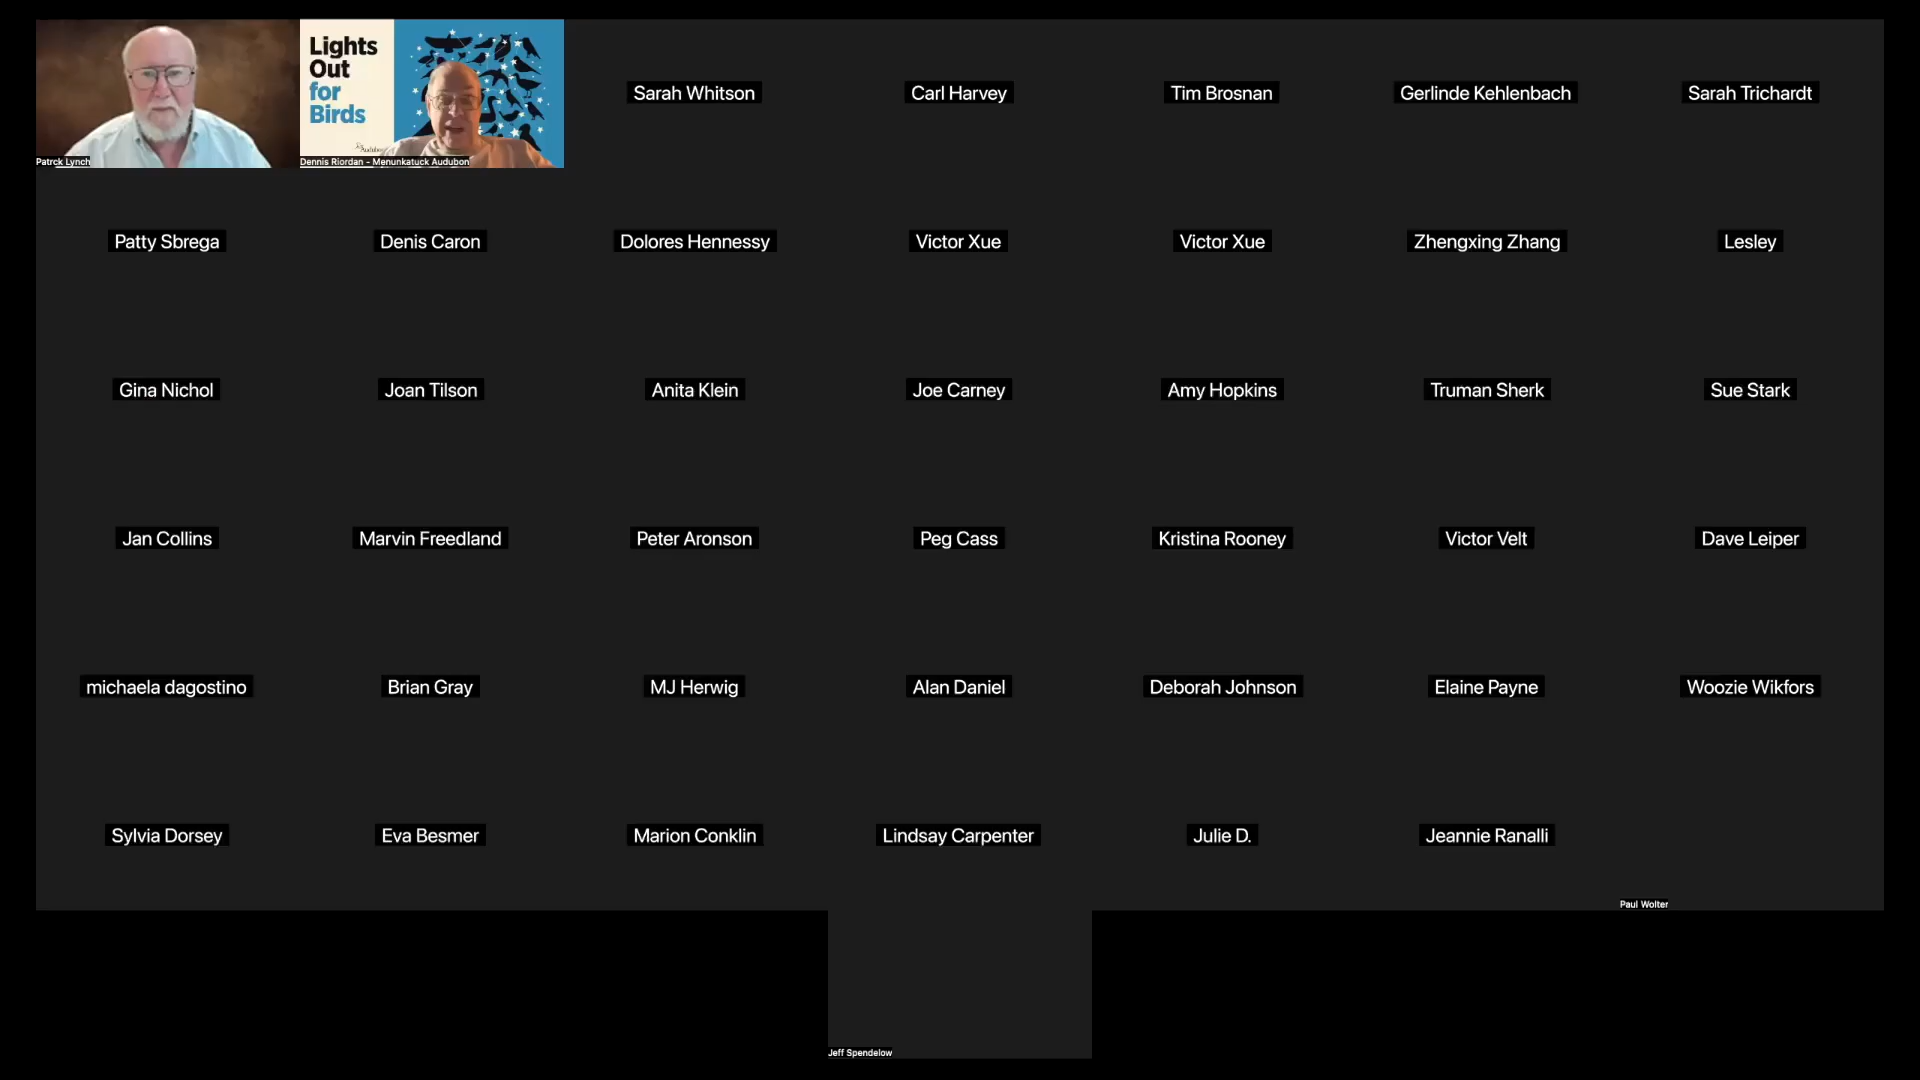 Lights
Out
for
Birds
Audubon
Patrck Lynch
Dennis Riordan - Menunkatuck Audubon
Sarah Whitson
Carl Harvey
Tim Brosnan
Gerlinde Kehlenbach
Sarah Trichardt
Patty Sbrega
Denis Caron
Dolores Hennessy
Victor Xue
Victor Xue
Zhengxing Zhang
Lesley
Gina Nichol
Joan Tilson
Anita Klein
Joe Carney
Amy Hopkins
Truman Sherk
Sue Stark
Jan Collins
Marvin Freedland
Peter Aronson
Peg Cass
Kristina Rooney
Victor Velt
Dave Leiper
michaela dagostino
Brian Gray
MJ Herwig
Alan Daniel
Deborah Johnson
Elaine Payne
Woozie Wikfors
Sylvia Dorsey
Eva Besmer
Marion Conklin
Lindsay Carpenter
Julie D.
Jeannie Ranalli
Paul Wolter
Jeff Spendelow